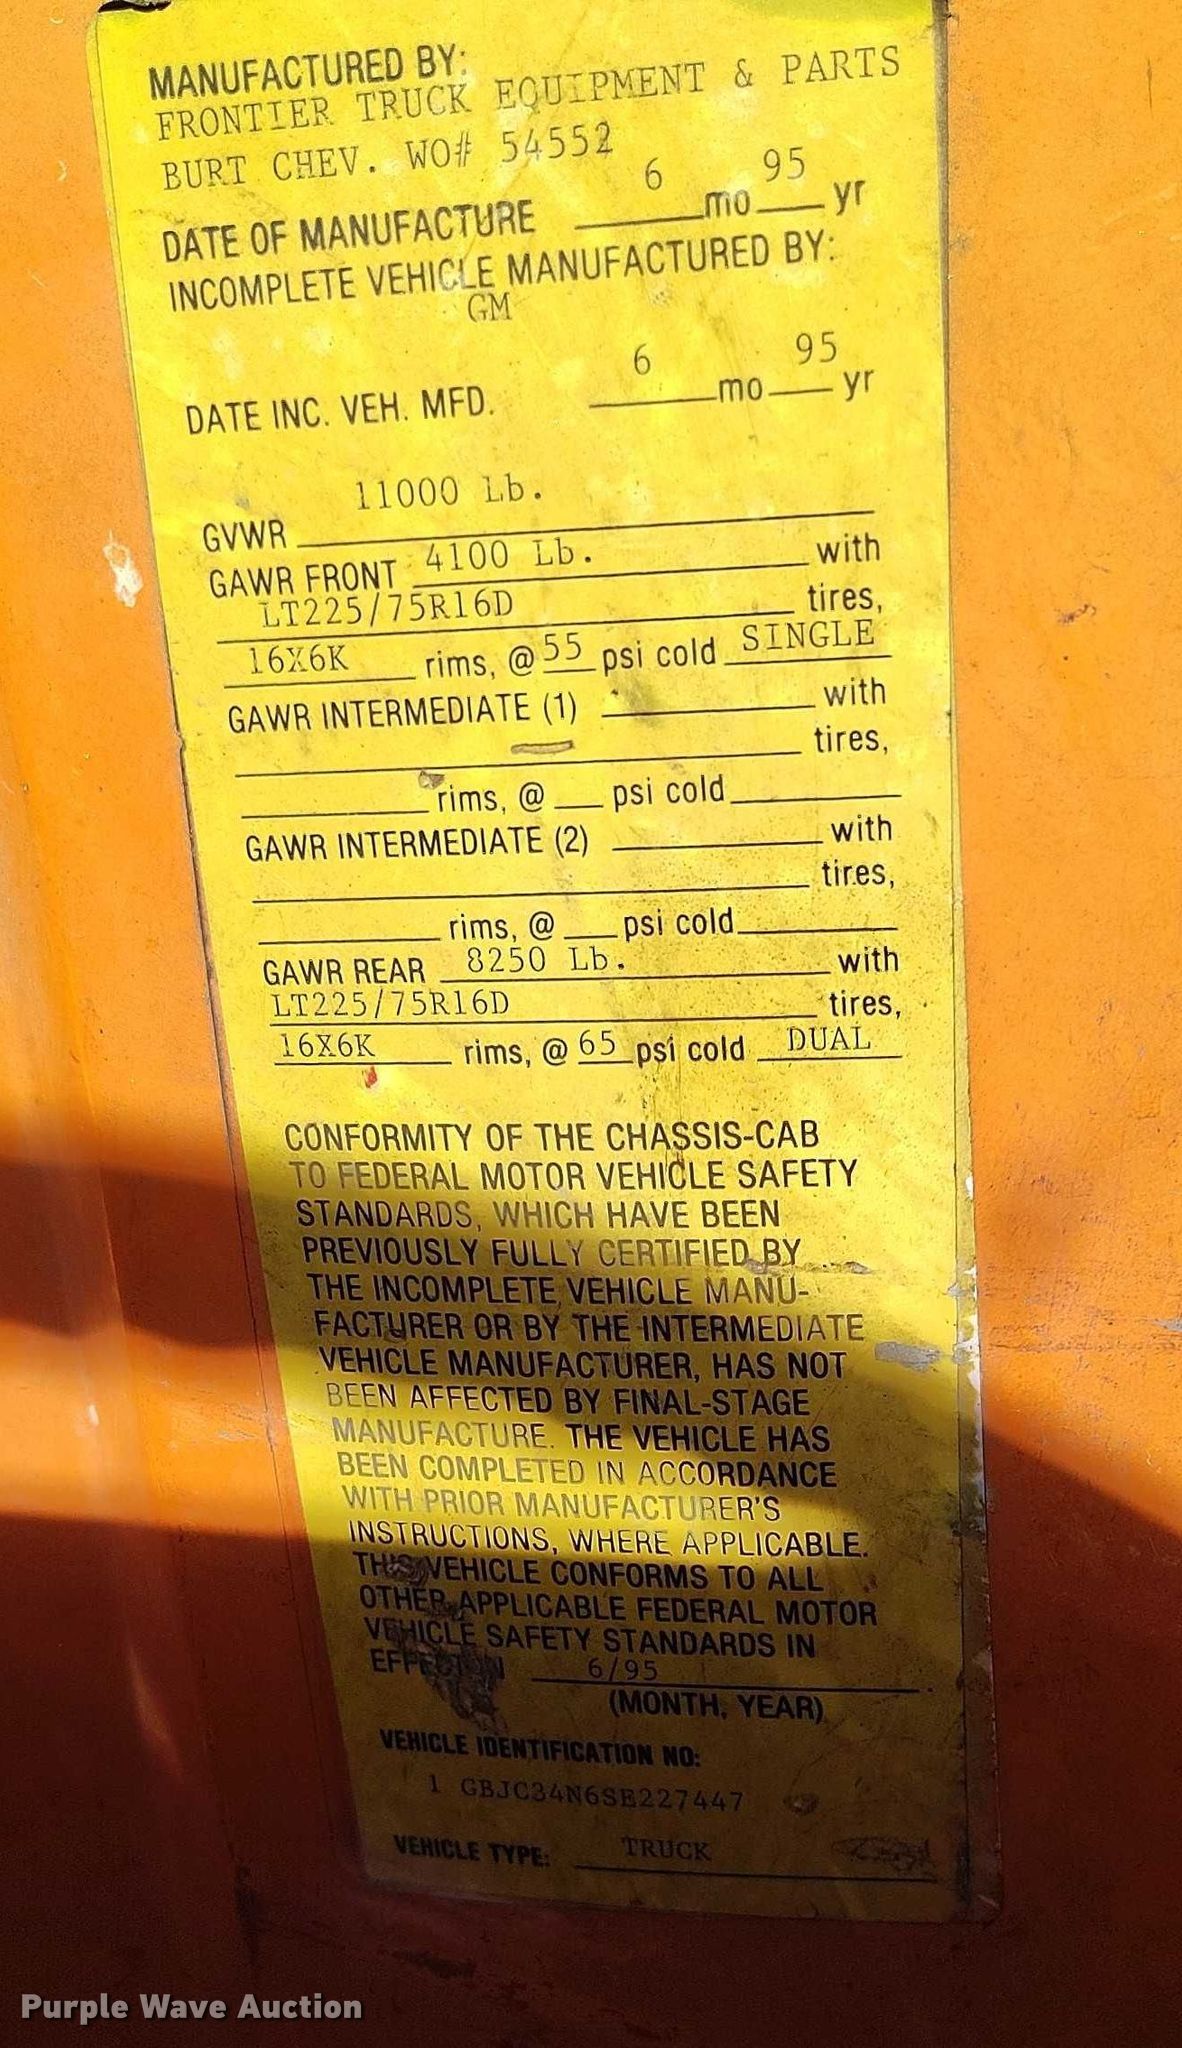 MANUFACTURED BY:
FRONTIER TRUCK EQUIPMENT & PARTS
BURT CHEV. WO# 54552
DATE OF MANUFACTURE 6 mo 95 yr
INCOMPLETE VEHICLE MANUFACTURED BY:
GM
DATE INC. VEH. MFD. 6 mo 95 yr
GVWR 11000 Lb.
GAWR FRONT 4100 Lb. with
LT225/75R16D tires,
16X6K rims, @ 55 psi cold SINGLE
GAWR INTERMEDIATE (1) with
tires,
rims, @ psi cold
GAWR INTERMEDIATE (2) with
tires,
rims, @ psi cold
GAWR REAR 8250 Lb. with
LT225/75R16D tires,
16X6K rims, @ 65 psi cold DUAL
CONFORMITY OF THE CHASSIS-CAB
TO FEDERAL MOTOR VEHICLE SAFETY
STANDARDS, WHICH HAVE BEEN
PREVIOUSLY FULLY CERTIFIED BY
THE INCOMPLETE VEHICLE MANU-
FACTURER OR BY THE INTERMEDIATE
VEHICLE MANUFACTURER, HAS NOT
BEEN AFFECTED BY FINAL-STAGE
MANUFACTURE. THE VEHICLE HAS
BEEN COMPLETED IN ACCORDANCE
WITH PRIOR MANUFACTURER'S
INSTRUCTIONS, WHERE APPLICABLE.
THIS VEHICLE CONFORMS TO ALL
OTHER APPLICABLE FEDERAL MOTOR
VEHICLE SAFETY STANDARDS IN
EFFECT IN 6/95
(MONTH, YEAR)
VEHICLE IDENTIFICATION NO:
1 GBJC34N6SE227447
VEHICLE TYPE: TRUCK
Purple Wave Auction